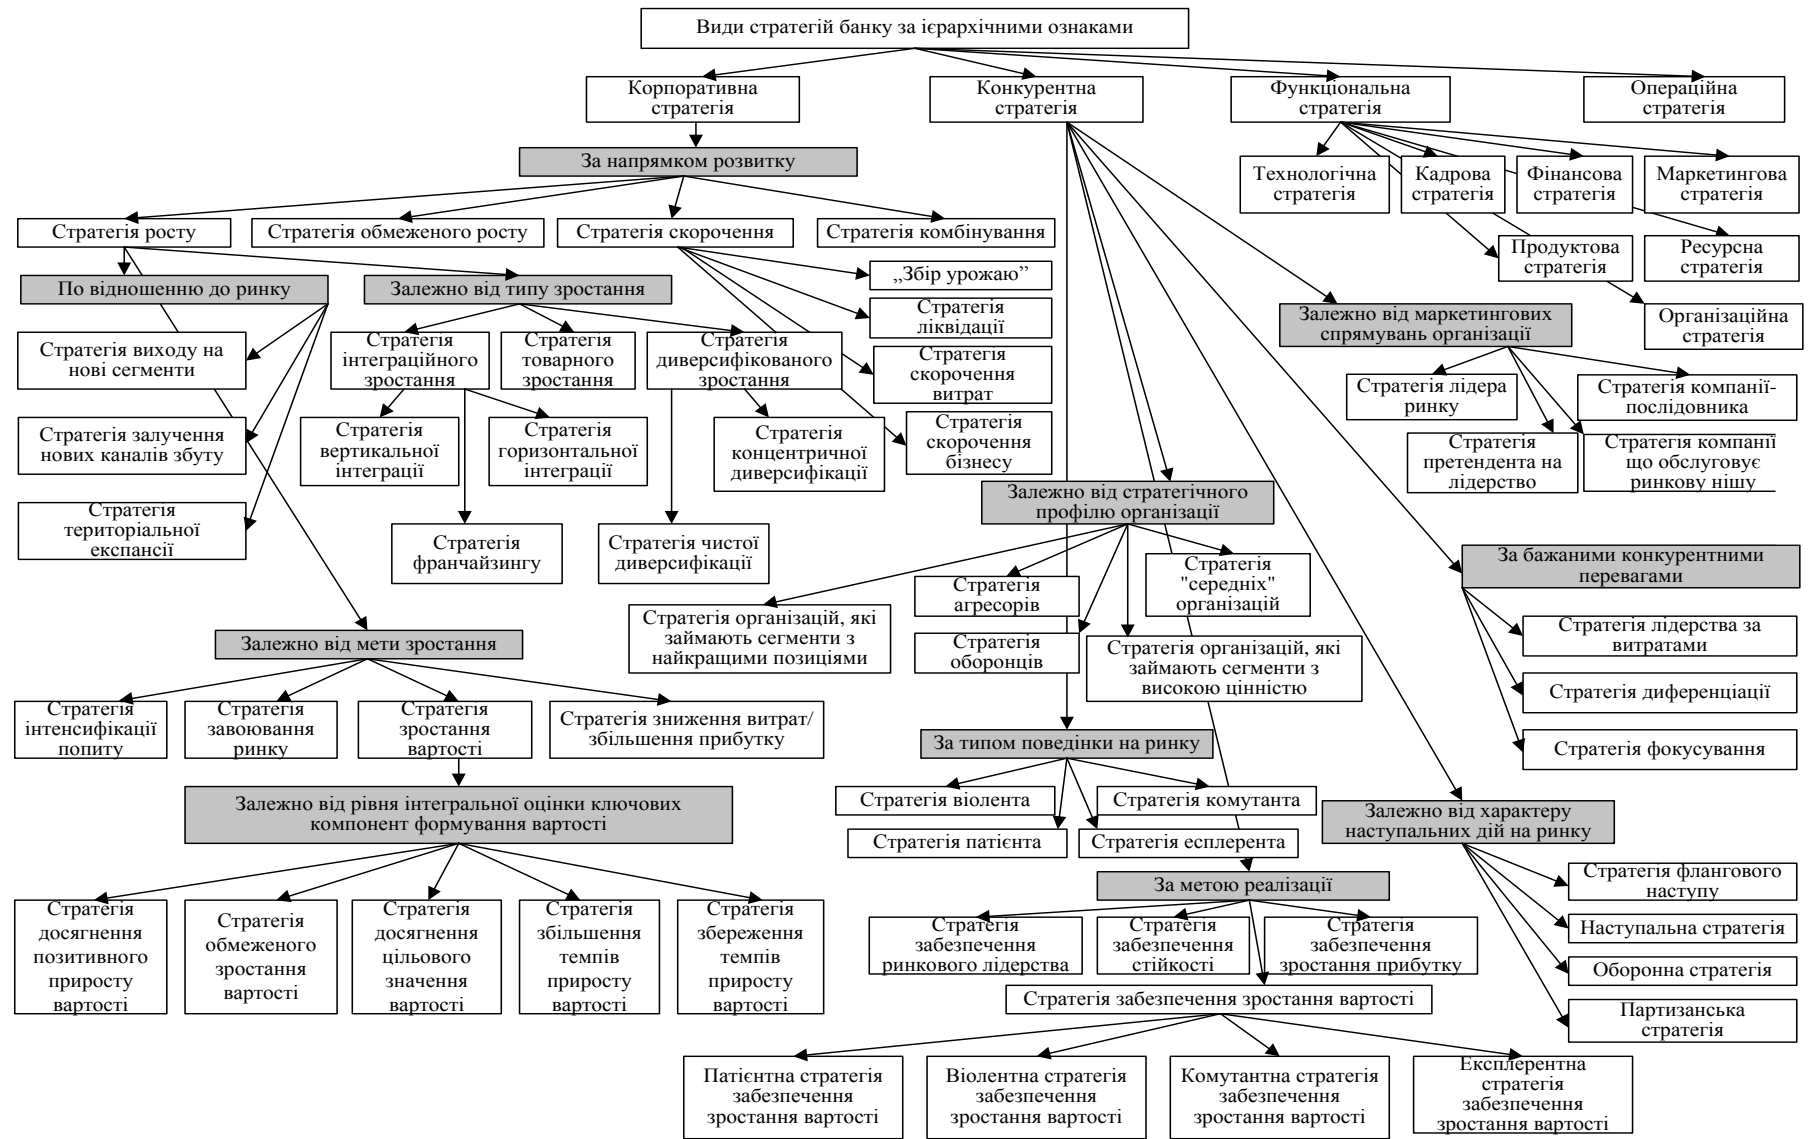 Види стратегій банку за ієрархічними ознаками
Корпоративна
стратегія
Конкурентна
стратегія
Функціональна
стратегія
Операційна
стратегія
За напрямком розвитку
Технологічна
стратегія
Кадрова
стратегія
Фінансова
стратегія
Маркетингова
стратегія
Стратегія росту
Стратегія обмеженого росту
Стратегія скорочення
Стратегія комбінування
Продуктова
стратегія
Ресурсна
стратегія
По відношенню до ринку
Залежно від типу зростання
„Збір урожаю”
Стратегія
ліквідації
Стратегія
скорочення
витрат
Стратегія
скорочення
бізнесу
Залежно від маркетингових
спрямувань організації
Організаційна
стратегія
Стратегія виходу на
нові сегменти
Стратегія
інтеграційного
зростання
Стратегія
товарного
зростання
Стратегія
диверсифікованого
зростання
Стратегія лідера
ринку
Стратегія компанії-
послідовника
Стратегія залучення
нових каналів збуту
Стратегія
вертикальної
інтеграції
Стратегія
горизонтальної
інтеграції
Стратегія
концентричної
диверсифікації
Стратегія
претендента на
лідерство
Стратегія компанії
що обслуговує
ринкову нішу
Стратегія
територіальної
експансії
Стратегія
франчайзингу
Стратегія чистої
диверсифікації
Залежно від стратегічного
профілю організації
За бажаними конкурентними
перевагами
Стратегія
агресорів
Стратегія
"середніх"
організацій
Стратегія організацій, які
займають сегменти з
найкращими позиціями
Стратегія
оборонців
Стратегія організацій, які
займають сегменти з
високою цінністю
Стратегія лідерства за
витратами
Стратегія диференціації
Стратегія фокусування
Залежно від мети зростання
Стратегія
інтенсифікації
попиту
Стратегія
завоювання
ринку
Стратегія
зростання
вартості
Стратегія зниження витрат/
збільшення прибутку
За типом поведінки на ринку
Стратегія віолента
Стратегія комутанта
Стратегія патієнта
Стратегія есплерента
Залежно від рівня інтегральної оцінки ключових
компонент формування вартості
Залежно від характеру
наступальних дій на ринку
За метою реалізації
Стратегія флангового
наступу
Наступальна стратегія
Оборонна стратегія
Партизанська
стратегія
Стратегія
досягнення
позитивного
приросту
вартості
Стратегія
обмеженого
зростання
вартості
Стратегія
досягнення
цільового
значення
вартості
Стратегія
збільшення
темпів
приросту
вартості
Стратегія
збереження
темпів
приросту
вартості
Стратегія
забезпечення
ринкового лідерства
Стратегія
забезпечення
стійкості
Стратегія
забезпечення
зростання прибутку
Стратегія забезпечення зростання вартості
Патієнтна стратегія
забезпечення
зростання вартості
Віолентна стратегія
забезпечення
зростання вартості
Комутантна стратегія
забезпечення
зростання вартості
Експлерентна
стратегія
забезпечення
зростання вартості